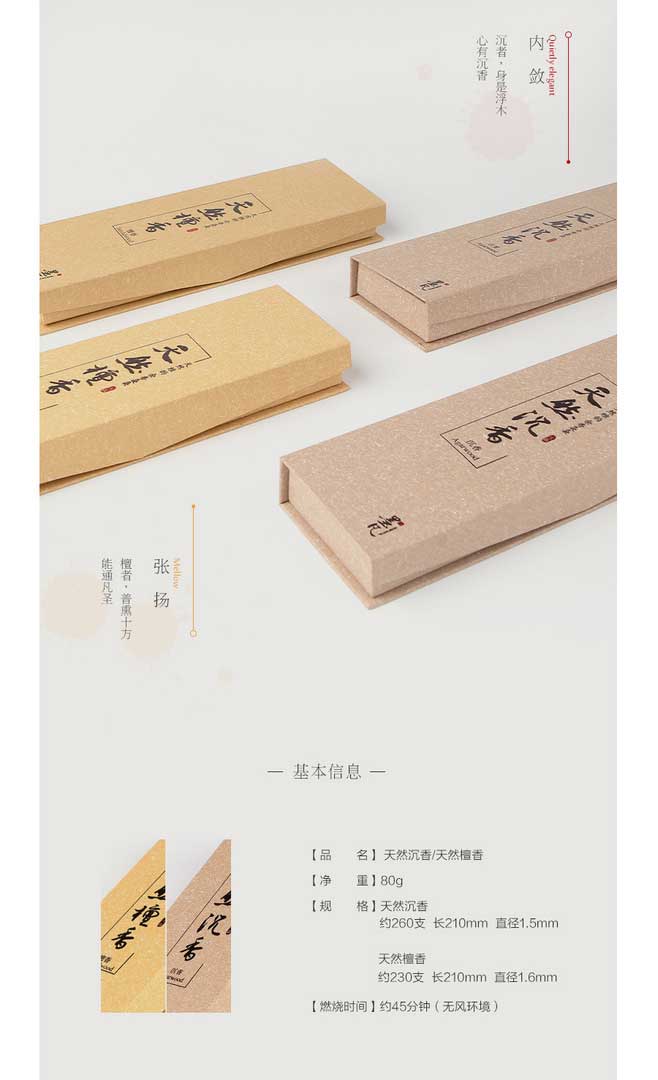 内敛
Quietly elegant
沉者，身是浮木
心有沉香
天然檀香
檀香
天然沉香
天然檀香
天然沉香
沉香
Agarwood
墨凡
张扬
Mellow
檀者，普熏十方
能通凡圣
— 基本信息 —
【品　　名】 天然沉香/天然檀香
【净　　重】80g
【规　　格】天然沉香
约260支 长210mm 直径1.5mm
天然檀香
约230支 长210mm 直径1.6mm
【燃烧时间】约45分钟（无风环境）
檀香
沉香
沉香